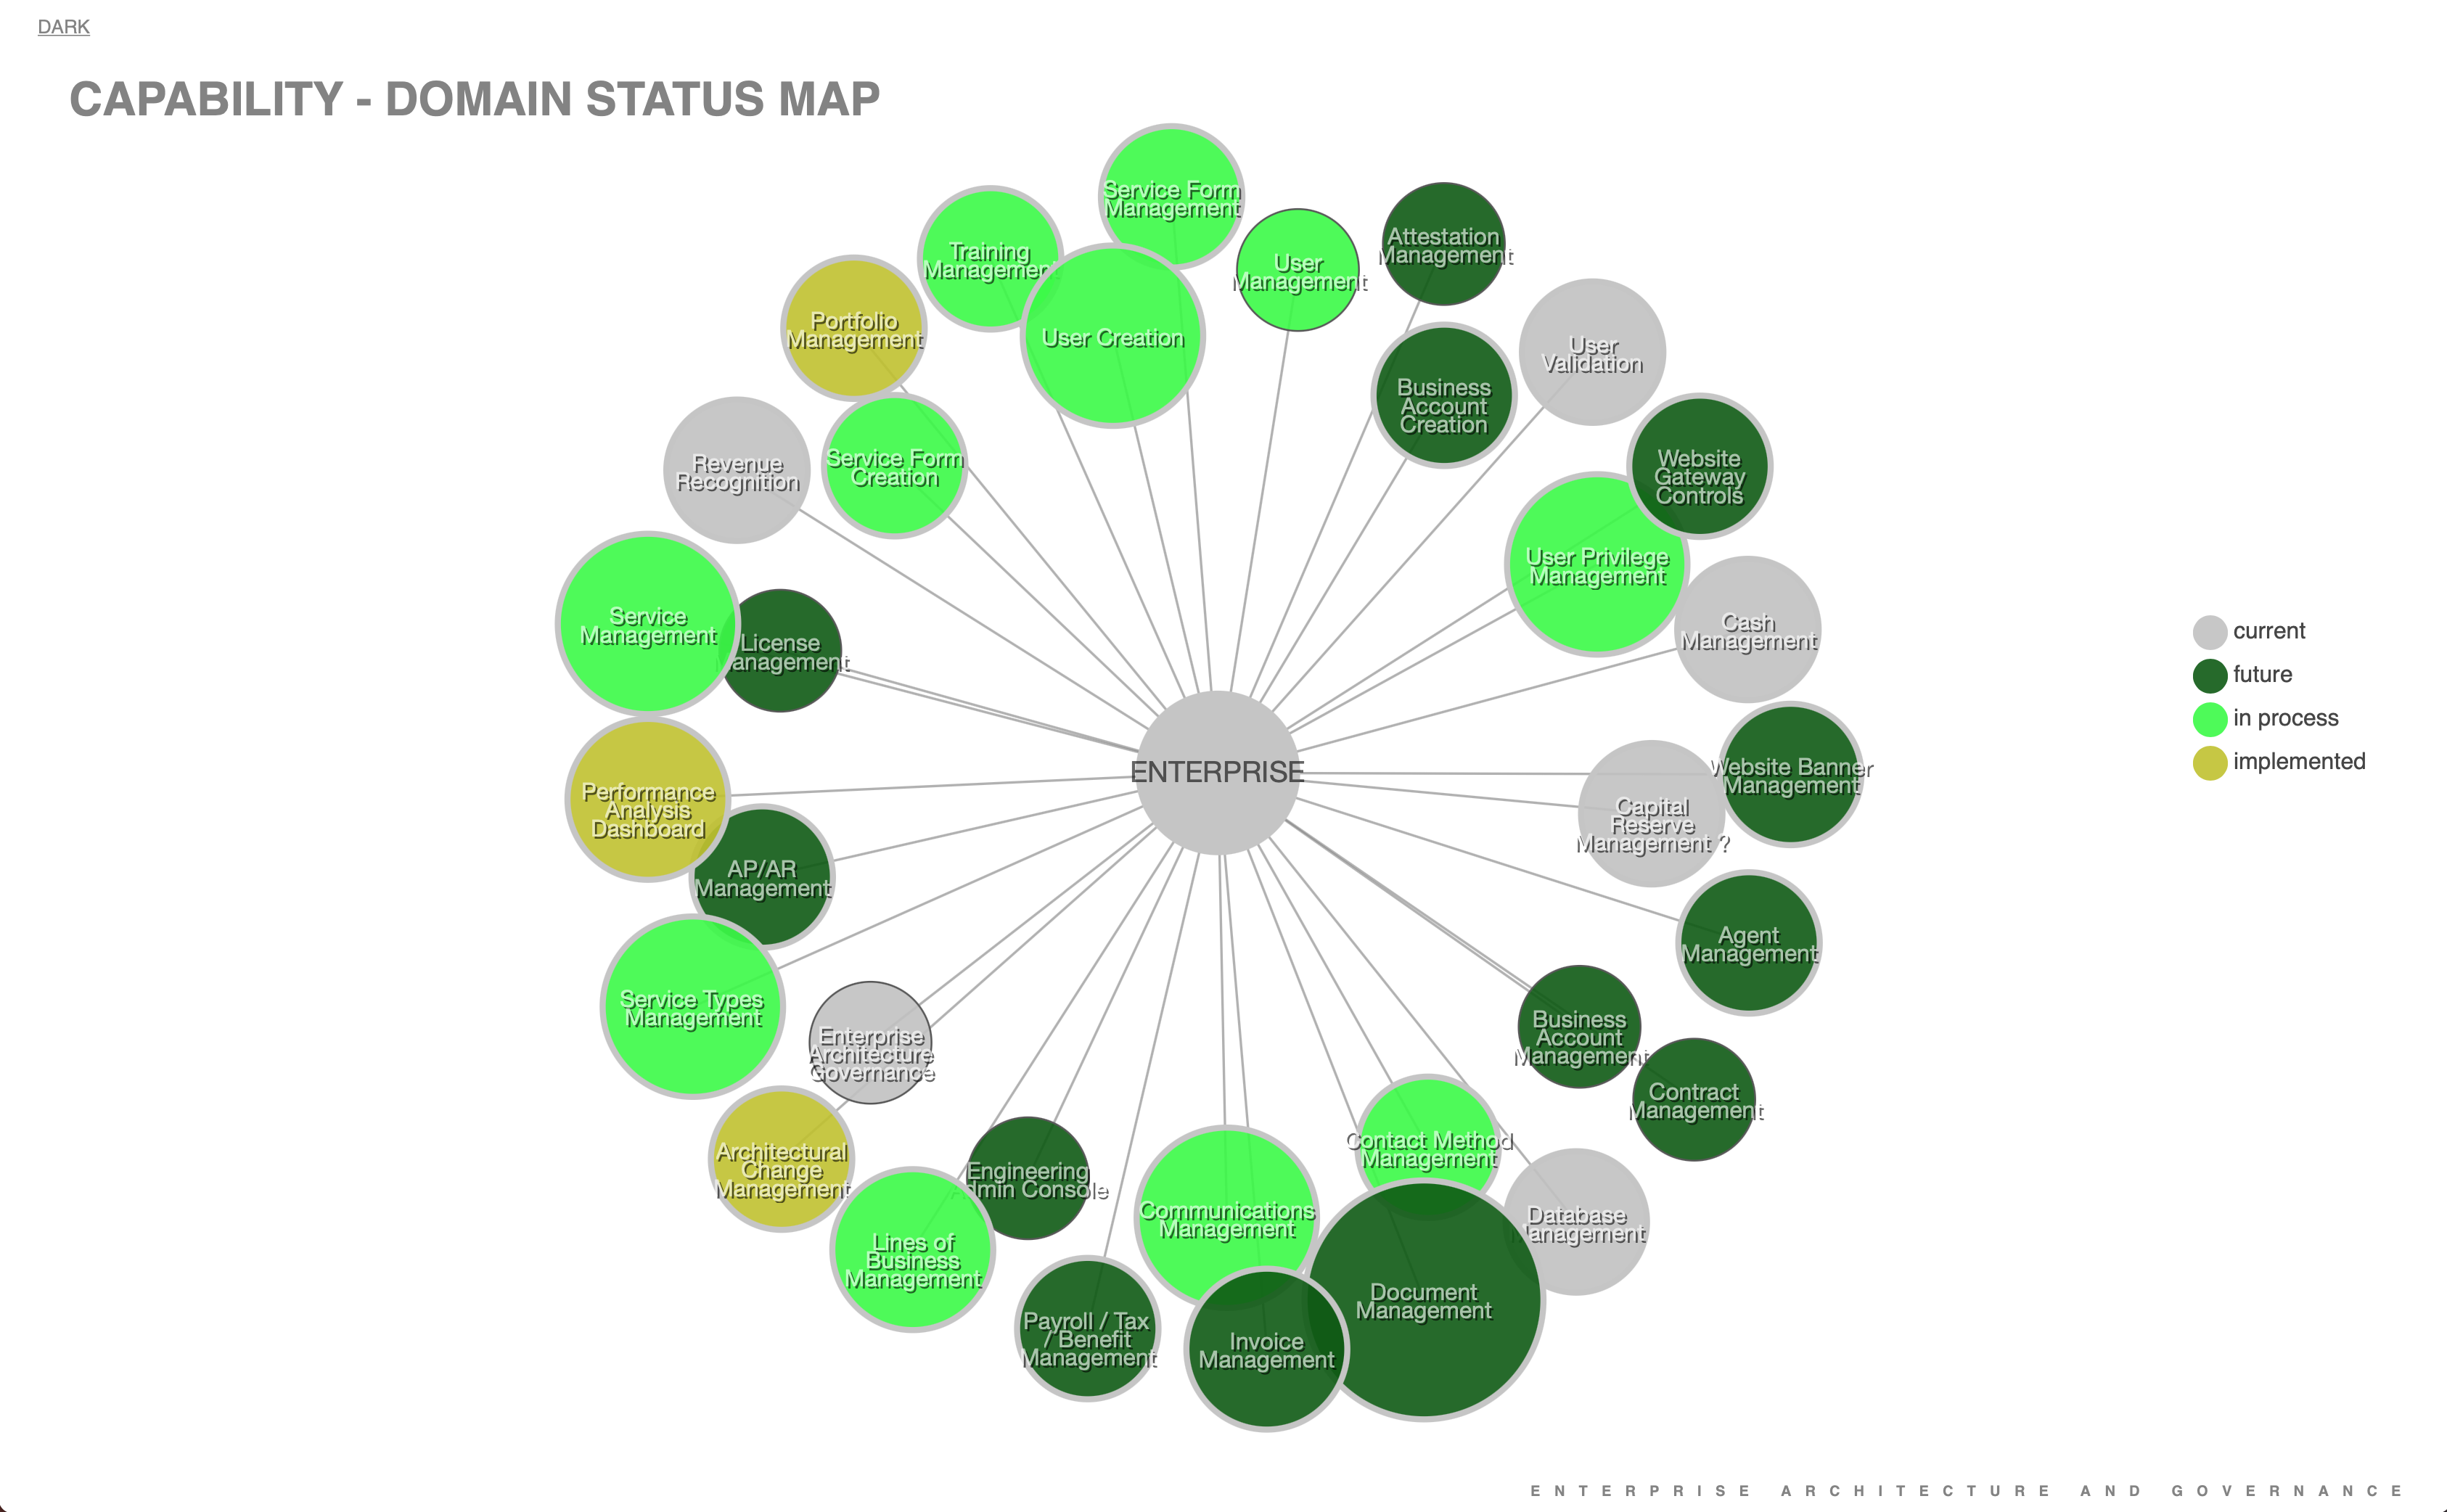 DARK
CAPABILITY - DOMAIN STATUS MAP
Service Form
Management
Training
Management
User
Management
Attestation
Management
Portfolio
Management
User Creation
User
Validation
Business
Account
Creation
Revenue
Recognition
Service Form
Creation
Website
Gateway
Controls
User Privilege
Management
Service
Management
License
Management
Cash
Management
current
future
in process
implemented
ENTERPRISE
Website Banner
Management
Performance
Analysis
Dashboard
Capital
Reserve
Management ?
AP/AR
Management
Agent
Management
Service Types
Management
Enterprise
Architecture
Governance
Business
Account
Management
Contract
Management
Architectural
Change
Management
Engineering
Admin Console
Contact Method
Management
Communications
Management
Database
Management
Lines of
Business
Management
Document
Management
Payroll / Tax
/ Benefit
Management
Invoice
Management
ENTERPRISE ARCHITECTURE AND GOVERNANCE